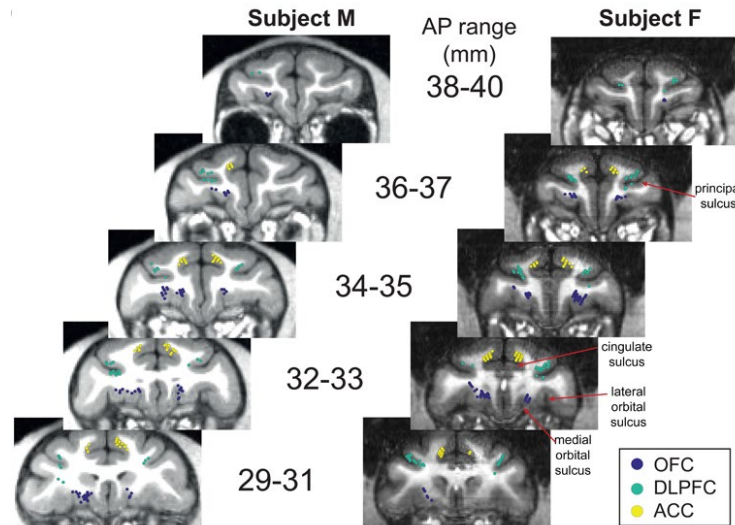 Subject M
AP range
(mm)
Subject F
38-40
36-37
principa
sulcus
34-35
32-33
cingulate
sulcus
lateral
orbital
sulcus
medial
orbital
sulcus
29-31
OFC
DLPFC
ACC